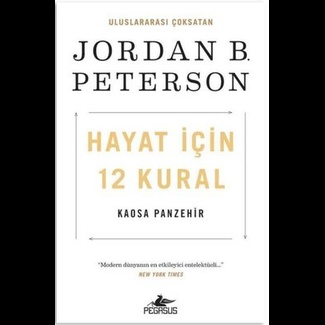 ULUSLARARASI ÇOKSATAN
JORDAN B.
PETERSON
HAYAT İÇİN
12 KURAL
KAOSA PANZEHİR
"Modern dünyanın en etkileyici entelektüeli..."
NEW YORK TIMES
PEGASUS